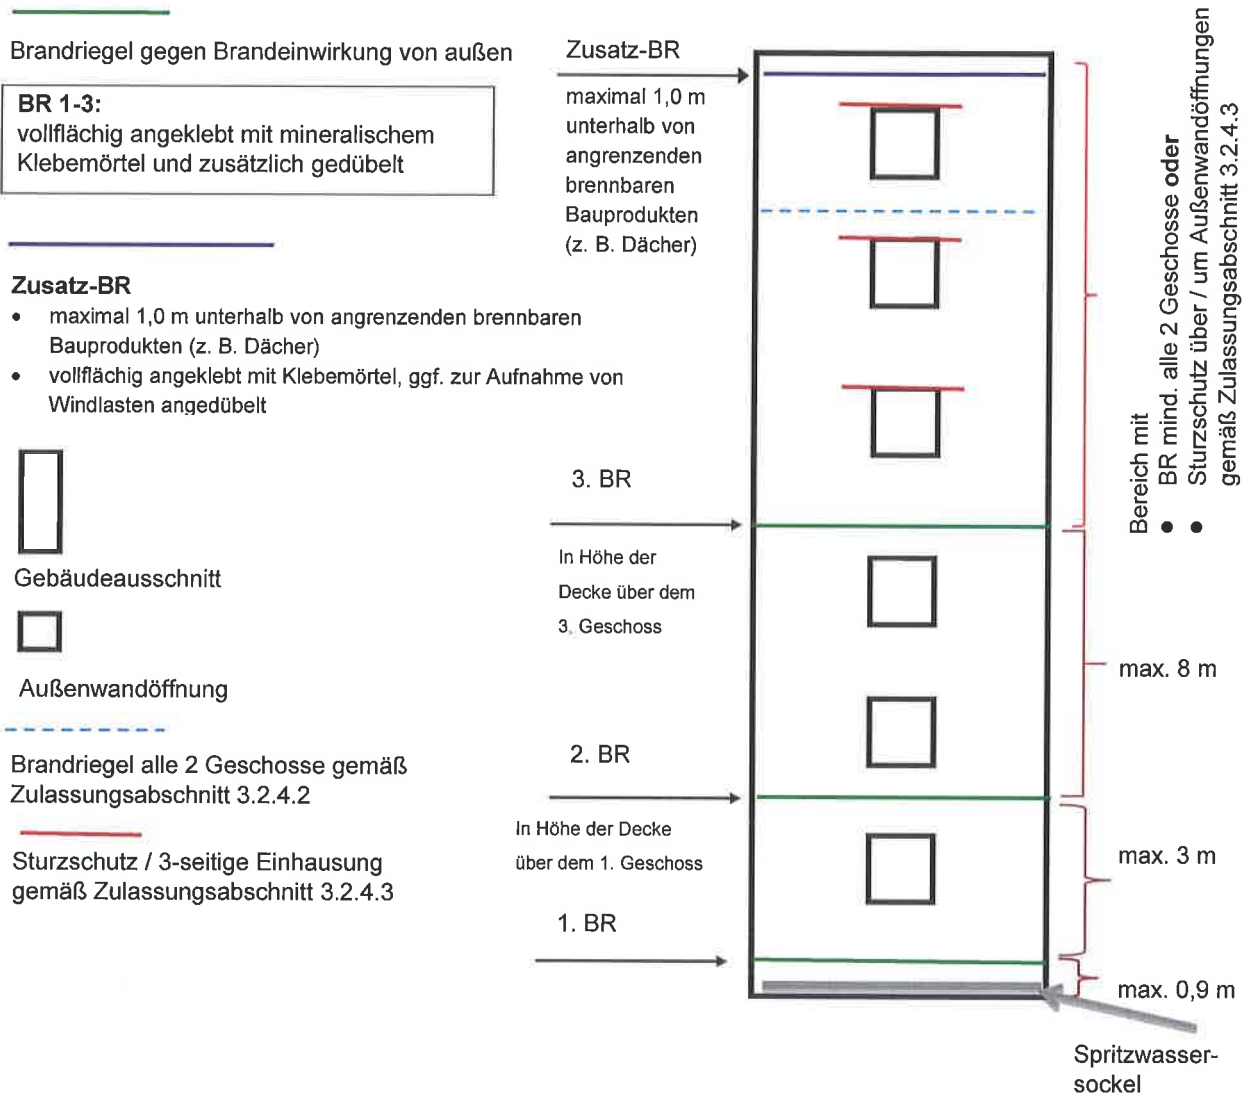 Brandriegel gegen Brandeinwirkung von außen
BR 1-3:
vollflächig angeklebt mit mineralischem
Klebemörtel und zusätzlich gedübelt
Zusatz-BR
• maximal 1,0 m unterhalb von angrenzenden brennbaren
Bauprodukten (z. B. Dächer)
• vollflächig angeklebt mit Klebemörtel, ggf. zur Aufnahme von
Windlasten angedübelt
Gebäudeausschnitt
Außenwandöffnung
Brandriegel alle 2 Geschosse gemäß
Zulassungsabschnitt 3.2.4.2
Sturzschutz / 3-seitige Einhausung
gemäß Zulassungsabschnitt 3.2.4.3
Zusatz-BR
maximal 1,0 m
unterhalb von
angrenzenden
brennbaren
Bauprodukten
(z. B. Dächer)
3. BR
In Höhe der
Decke über dem
3. Geschoss
2. BR
In Höhe der Decke
über dem 1. Geschoss
1. BR
Bereich mit
• BR mind. alle 2 Geschosse oder
• Sturzschutz über / um Außenwandöffnungen
gemäß Zulassungsabschnitt 3.2.4.3
max. 8 m
max. 3 m
max. 0,9 m
Spritzwasser-
sockel